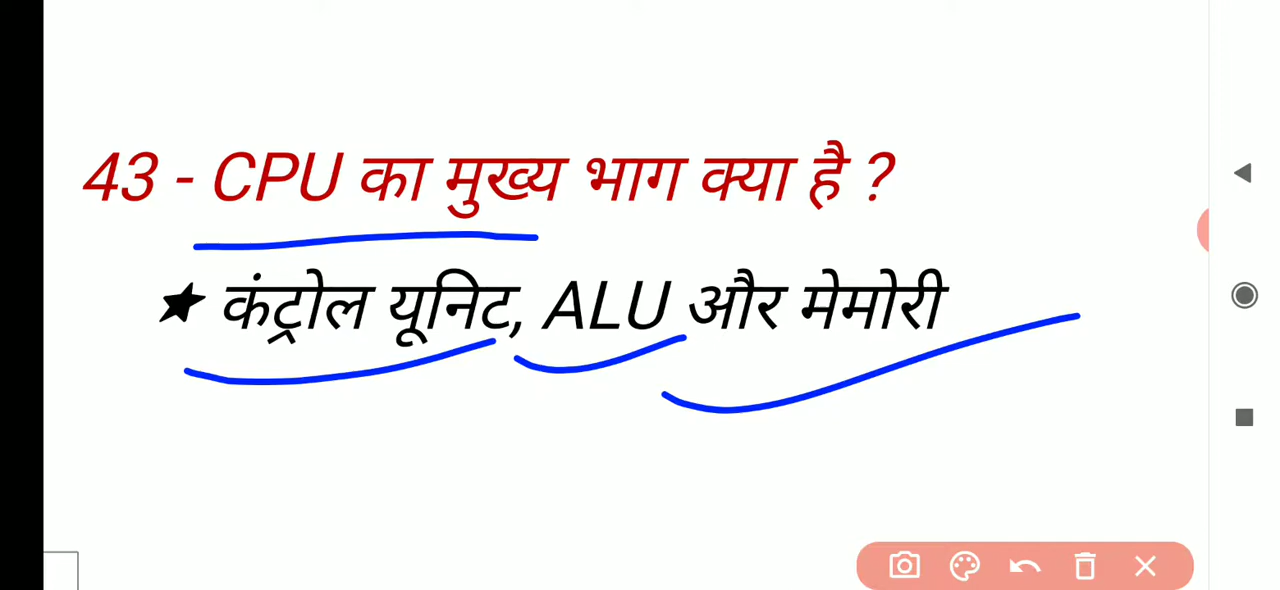 43 - CPU का मुख्य भाग क्या है ?
★ कंट्रोल यूनिट, ALU और मेमोरी